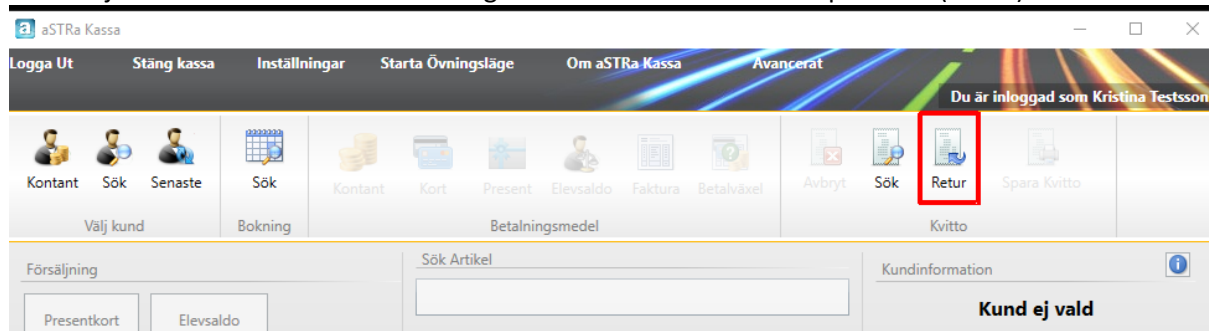 aSTRa Kassa
Logga Ut Stäng kassa Inställningar Starta Övningsläge Om aSTRa Kassa Avancerat
Du är inloggad som Kristina Testsson
Kontant Sök Senaste Sök Kontant Kort Present Elevsaldo Faktura Betalväxel Avbryt Sök Retur Spara Kvitto
Välj kund Bokning Betalningsmedel Kvitto
Försäljning Sök Artikel Kundinformation
Kund ej vald
Presentkort Elevsaldo